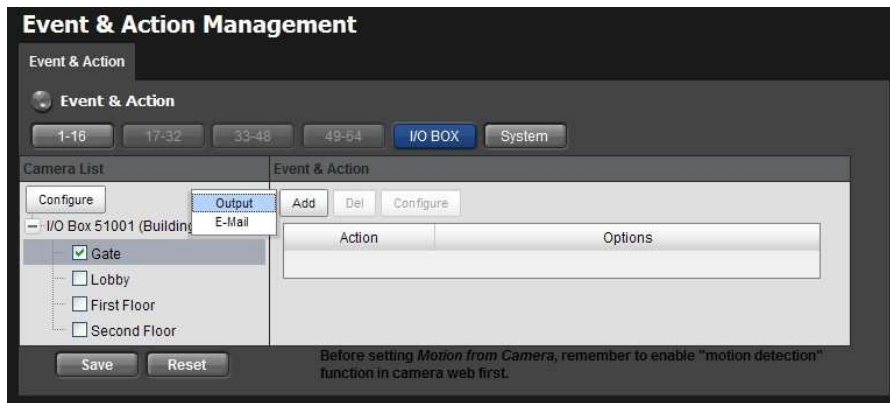 Event & Action Management
Event & Action
Event & Action
1-16 17-32 33-48 49-64 I/O BOX System
Camera List Event & Action
Configure Output Add Del Configure
E-Mail
I/O Box 51001 (Building
Action Options
Gate
Lobby
First Floor
Second Floor
Save Reset
Before setting Motion from Camera, remember to enable "motion detection"
function in camera web first.